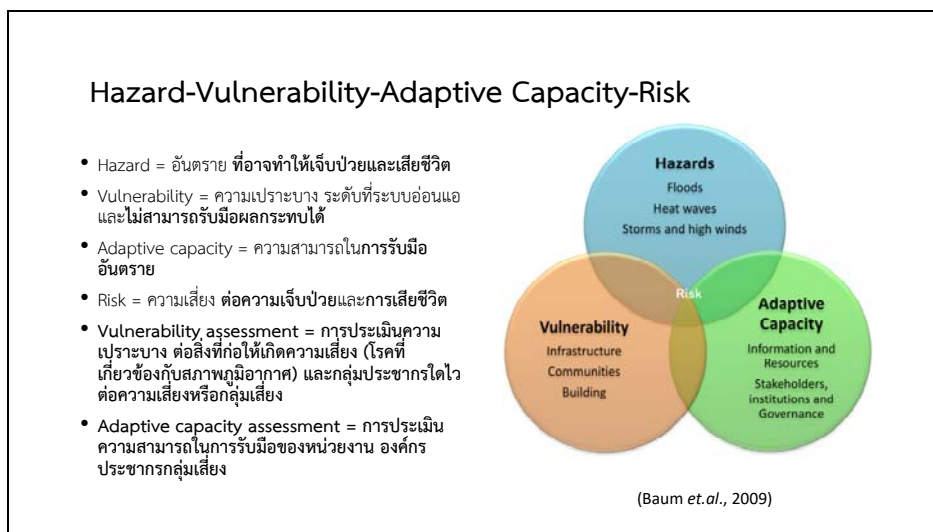 Hazard-Vulnerability-Adaptive Capacity-Risk
• Hazard = อันตราย ที่อาจทำให้เจ็บป่วยและเสียชีวิต
• Vulnerability = ความเปราะบาง ระดับที่ระบบอ่อนแอ
และไม่สามารถรับมือผลกระทบได้
• Adaptive capacity = ความสามารถในการรับมือ
อันตราย
• Risk = ความเสี่ยง ต่อความเจ็บป่วยและการเสียชีวิต
• Vulnerability assessment = การประเมินความ
เปราะบาง ต่อสิ่งที่ก่อให้เกิดความเสี่ยง (โรคที่
เกี่ยวข้องกับสภาพภูมิอากาศ) และกลุ่มประชากรใดไว
ต่อความเสี่ยงหรือกลุ่มเสี่ยง
• Adaptive capacity assessment = การประเมิน
ความสามารถในการรับมือของหน่วยงาน องค์กร
ประชากรกลุ่มเสี่ยง
Hazards
Floods
Heat waves
Storms and high winds
Risk
Vulnerability
Infrastructure
Communities
Building
Adaptive
Capacity
Information and
Resources
Stakeholders,
institutions and
Governance
(Baum et.al., 2009)